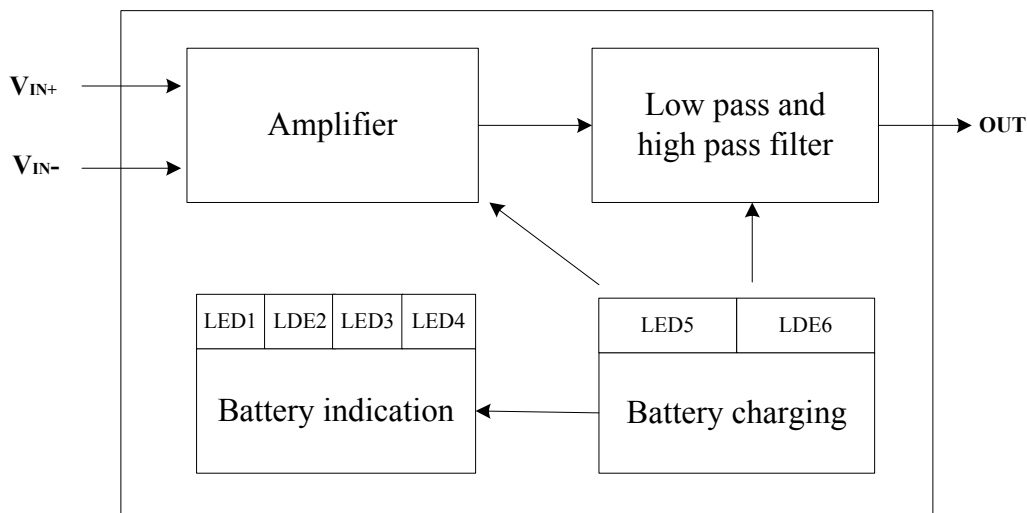 VIN+
VIN-
Amplifier
Low pass and
high pass filter
OUT
LED1 LDE2 LED3 LED4
Battery indication
LED5 LDE6
Battery charging